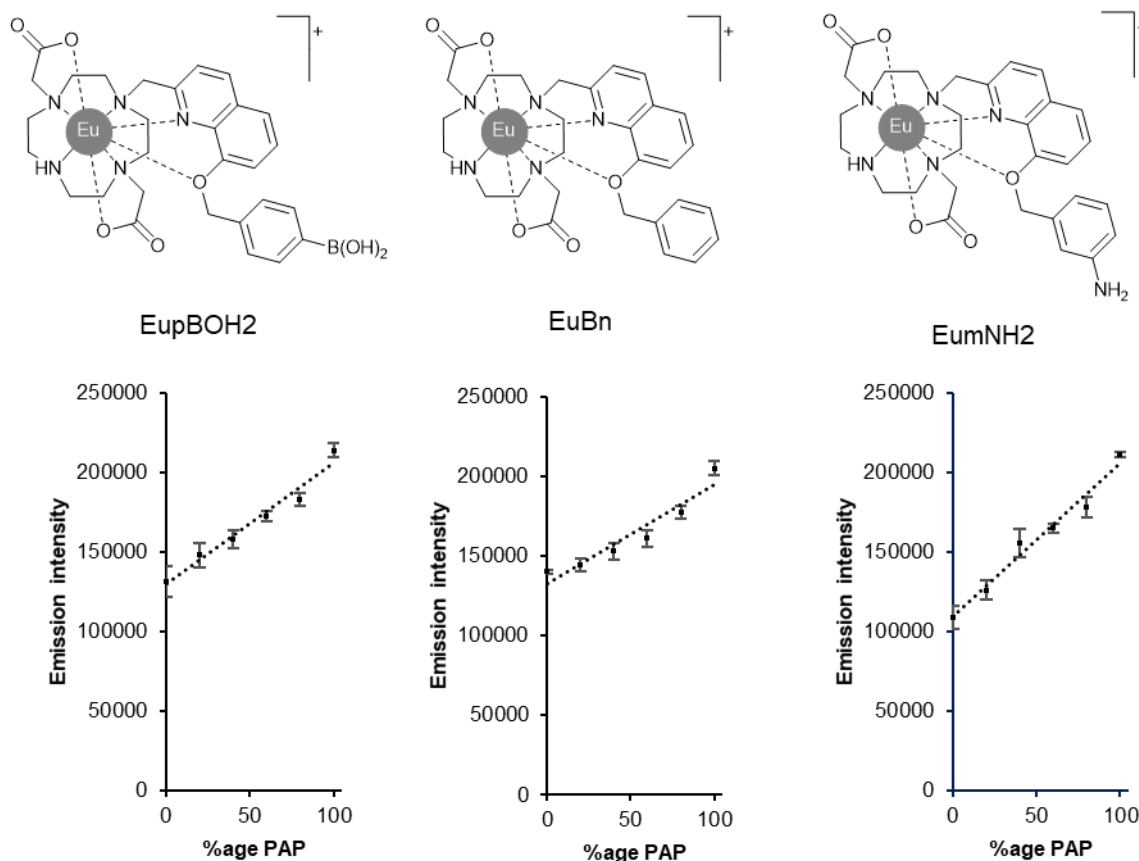 O O ] +
N N N
Eu
HN N O
O O
B(OH)2
EupBOH2
O O ] +
N N N
Eu
HN N O
O O
EuBn
O O ]
N N N
Eu
HN N O
O O
NH2
EumNH2
250000
200000
150000
100000
50000
0
Emission intensity
0 50 100
%age PAP
250000
200000
150000
100000
50000
0
Emission intensity
0 50 100
%age PAP
250000
200000
150000
100000
50000
0
Emission intensity
0 50 100
%age PAP